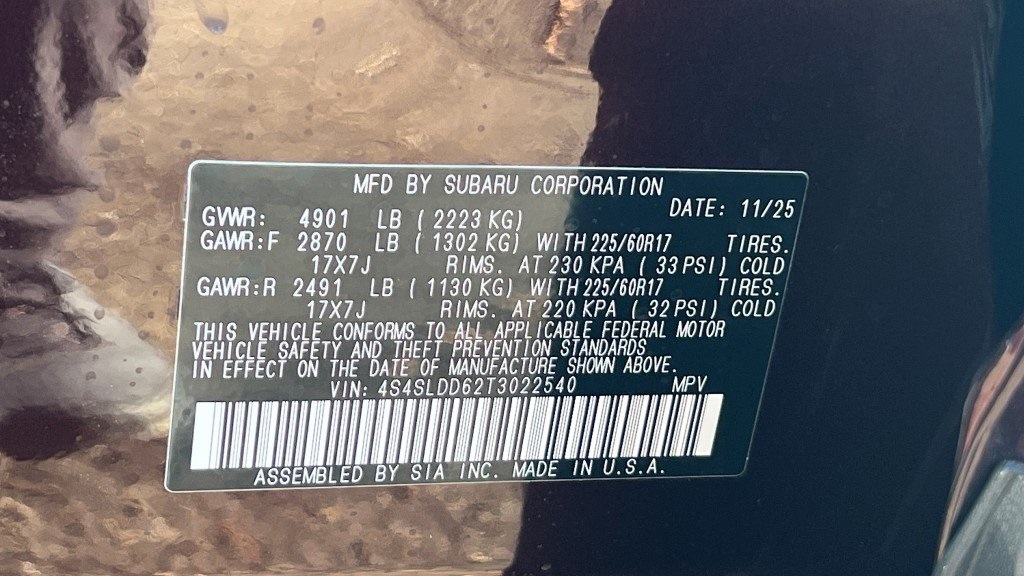 MFD BY SUBARU CORPORATION
DATE: 11/25
GVWR: 4901 LB ( 2223 KG)
GAWR:F 2870 LB ( 1302 KG) WITH 225/60R17 TIRES.
17X7J RIMS. AT 230 KPA ( 33 PSI) COLD
GAWR:R 2491 LB ( 1130 KG) WITH 225/60R17 TIRES.
17X7J RIMS. AT 220 KPA ( 32 PSI) COLD
THIS VEHICLE CONFORMS TO ALL APPLICABLE FEDERAL MOTOR
VEHICLE SAFETY AND THEFT PREVENTION STANDARDS
IN EFFECT ON THE DATE OF MANUFACTURE SHOWN ABOVE.
VIN: 4S4SLDD62T3022540 MPV
ASSEMBLED BY SIA INC. MADE IN U.S.A.